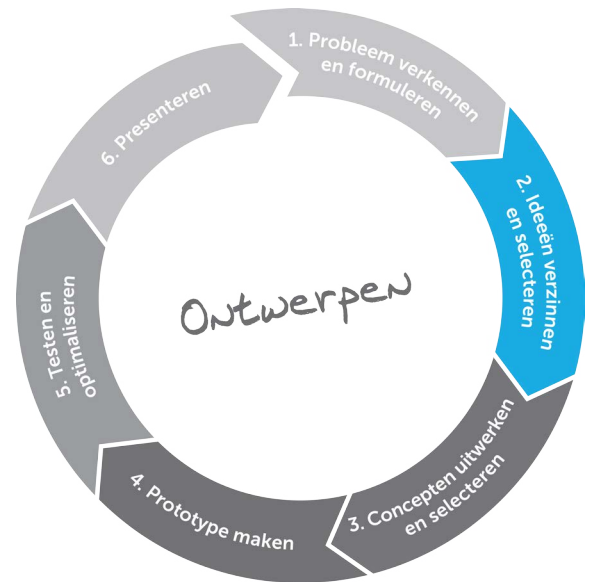 1. Probleem verkennen
en formuleren
2. Ideeën verzinnen
en selecteren
3. Concepten uitwerken
en selecteren
4. Prototype maken
5. Testen en
optimaliseren
6. Presenteren
Ontwerpen